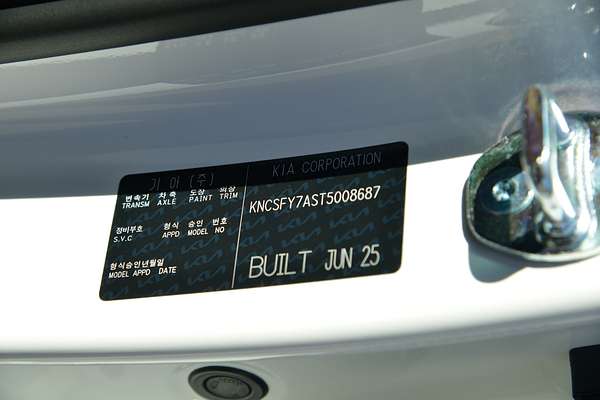 기아 (주)
변속기 차축 도장 의장
TRANSM AXLE PAINT TRIM
정비부호 형식 승인 번호
S.V.C APPD MODEL NO
형식승인년월일
MODEL APPD DATE
KIA CORPORATION
KNCSFY7AST5008687
BUILT JUN 25